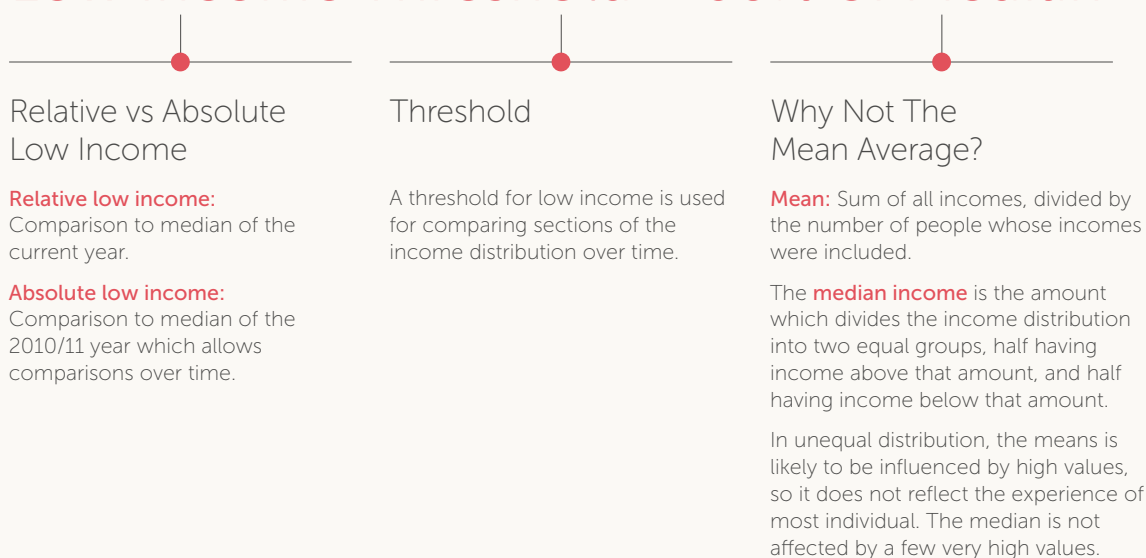 Relative vs Absolute
Low Income
Relative low income:
Comparison to median of the
current year.
Absolute low income:
Comparison to median of the
2010/11 year which allows
comparisons over time.
Threshold
A threshold for low income is used
for comparing sections of the
income distribution over time.
Why Not The
Mean Average?
Mean: Sum of all incomes, divided by
the number of people whose incomes
were included.
The median income is the amount
which divides the income distribution
into two equal groups, half having
income above that amount, and half
having income below that amount.
In unequal distribution, the means is
likely to be influenced by high values,
so it does not reflect the experience of
most individual. The median is not
affected by a few very high values.